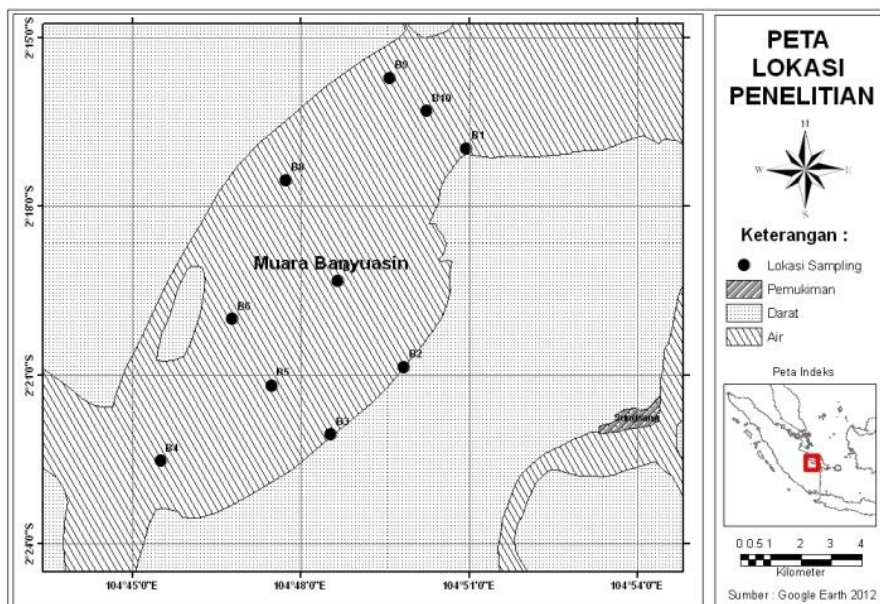 2°15'0"S
2°18'0"S
2°21'0"S
2°24'0"S
104°45'0"E
104°48'0"E
104°51'0"E
104°54'0"E
B9
B10
B1
B8
Muara Banyuasin
B6
B2
B5
B3
B4
PETA
LOKASI
PENELITIAN
N
W
E
S
Keterangan :
Lokasi Sampling
Pemukiman
Darat
Air
Peta Indeks
0 0.5 1 2 3 4
Kilometer
Sumber : Google Earth 2012